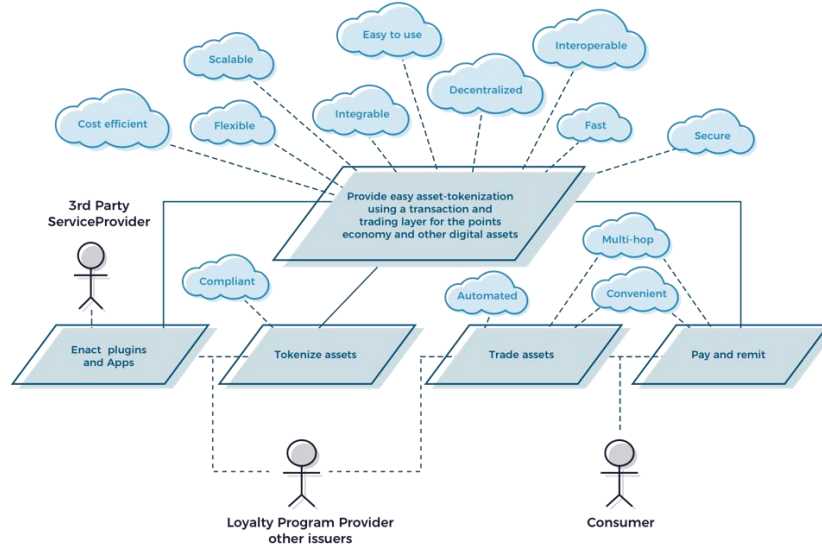 Easy to use
Interoperable
Scalable
Decentralized
Cost efficient
Flexible
Integrable
Fast
Secure
Provide easy asset-tokenization
using a transaction and
trading layer for the points
economy and other digital assets
3rd Party
ServiceProvider
Multi-hop
Compliant
Automated
Convenient
Enact plugins
and Apps
Tokenize assets
Trade assets
Pay and remit
Loyalty Program Provider
other issuers
Consumer